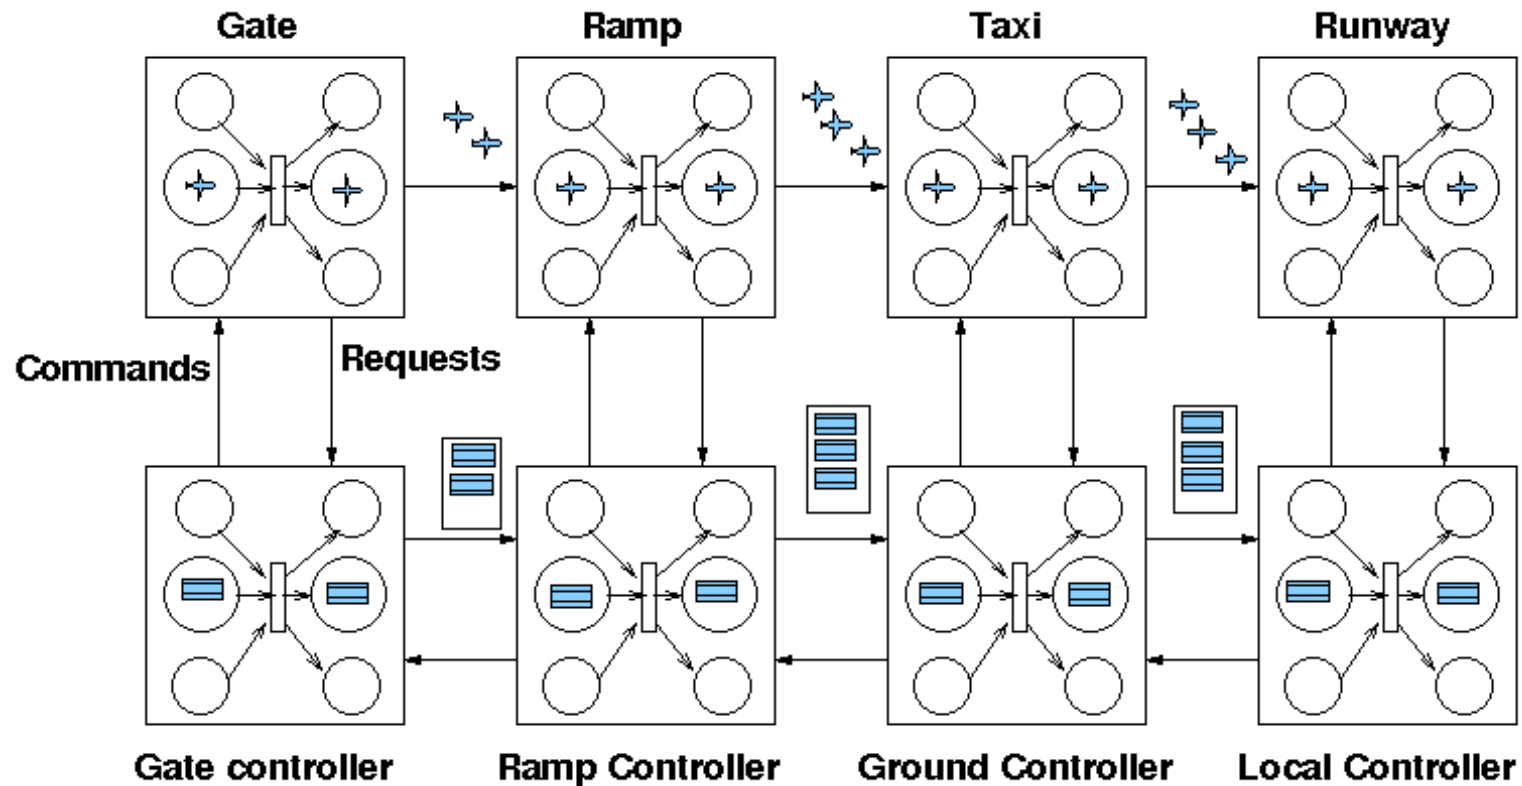 Gate
Ramp
Taxi
Runway
Commands
Requests
Gate controller
Ramp Controller
Ground Controller
Local Controller